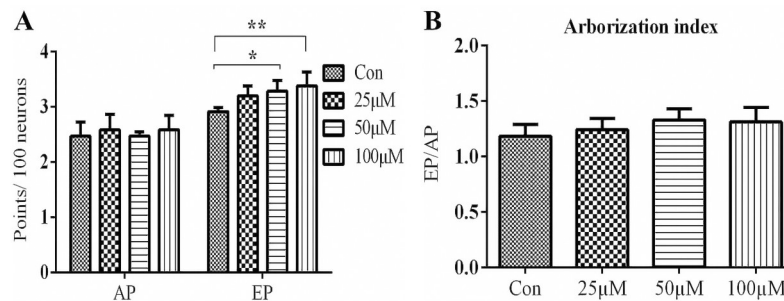 A
Points/ 100 neurons
4
3
2
1
0
**
*
Con
25μM
50μM
100μM
AP
EP
B
Arborization index
EP/AP
2.0
1.5
1.0
0.5
0.0
Con
25μM
50μM
100μM